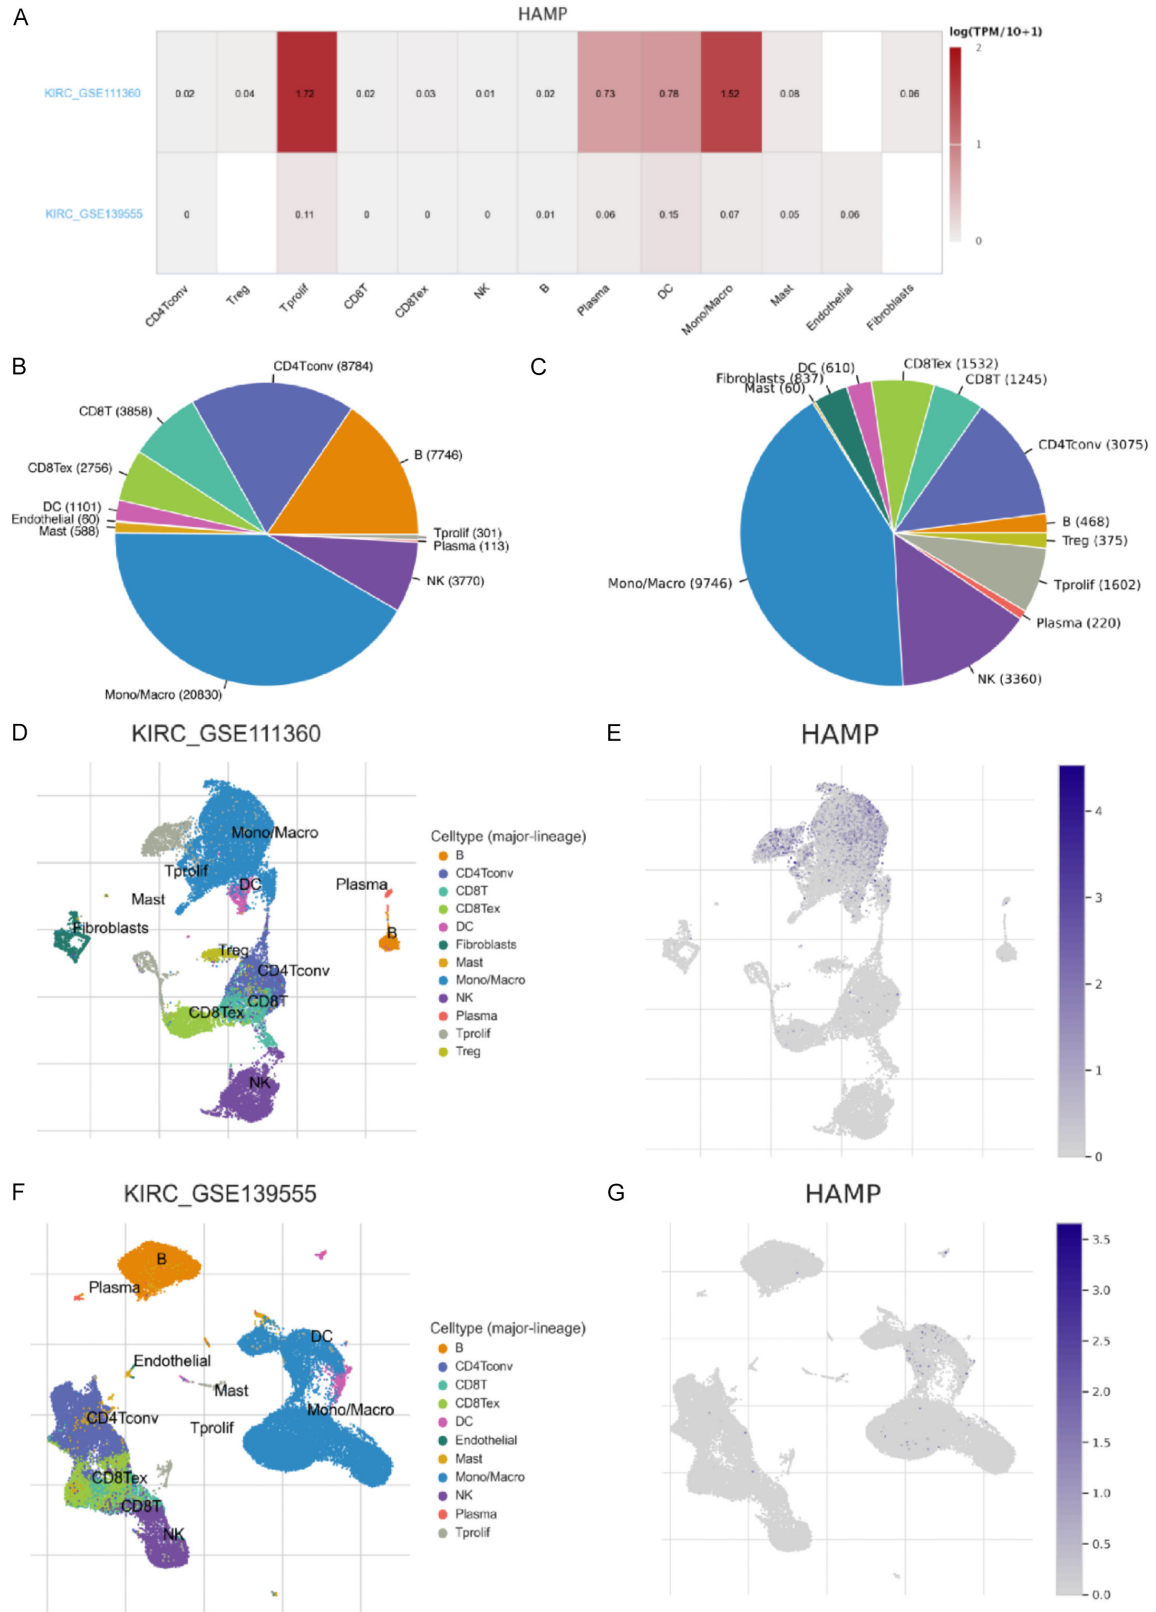 A
HAMP
log(TPM/10+1)
2
1
0
KIRC_GSE111360
0.02 0.04 1.72 0.02 0.03 0.01 0.02 0.73 0.78 1.52 0.08 0.06
KIRC_GSE139555
0 0.11 0 0 0 0.01 0.06 0.15 0.07 0.05 0.06
CD4Tconv Treg Tprolif CD8T CD8Tex NK B Plasma DC Mono/Macro Mast Endothelial Fibroblasts
B
CD4Tconv (8784)
CD8T (3858)
B (7746)
CD8Tex (2756)
DC (1101)
Endothelial (60)
Mast (588)
Tprolif (301)
Plasma (113)
NK (3770)
Mono/Macro (20830)
C
DC (610)
CD8Tex (1532)
Fibroblasts (837)
CD8T (1245)
Mast (60)
CD4Tconv (3075)
B (468)
Treg (375)
Mono/Macro (9746)
Tprolif (1602)
Plasma (220)
NK (3360)
D
KIRC_GSE111360
Mono/Macro
Tprolif
DC
Plasma
Mast
Fibroblasts
B
Treg
CD4Tconv
CD8T
CD8Tex
NK
Celltype (major-lineage)
B
CD4Tconv
CD8T
CD8Tex
DC
Fibroblasts
Mast
Mono/Macro
NK
Plasma
Tprolif
Treg
E
HAMP
4
3
2
1
0
F
KIRC_GSE139555
B
Plasma
DC
Endothelial
Mast
Mono/Macro
CD4Tconv
Tprolif
CD8Tex
CD8T
NK
Celltype (major-lineage)
B
CD4Tconv
CD8T
CD8Tex
DC
Endothelial
Mast
Mono/Macro
NK
Plasma
Tprolif
G
HAMP
3.5
3.0
2.5
2.0
1.5
1.0
0.5
0.0